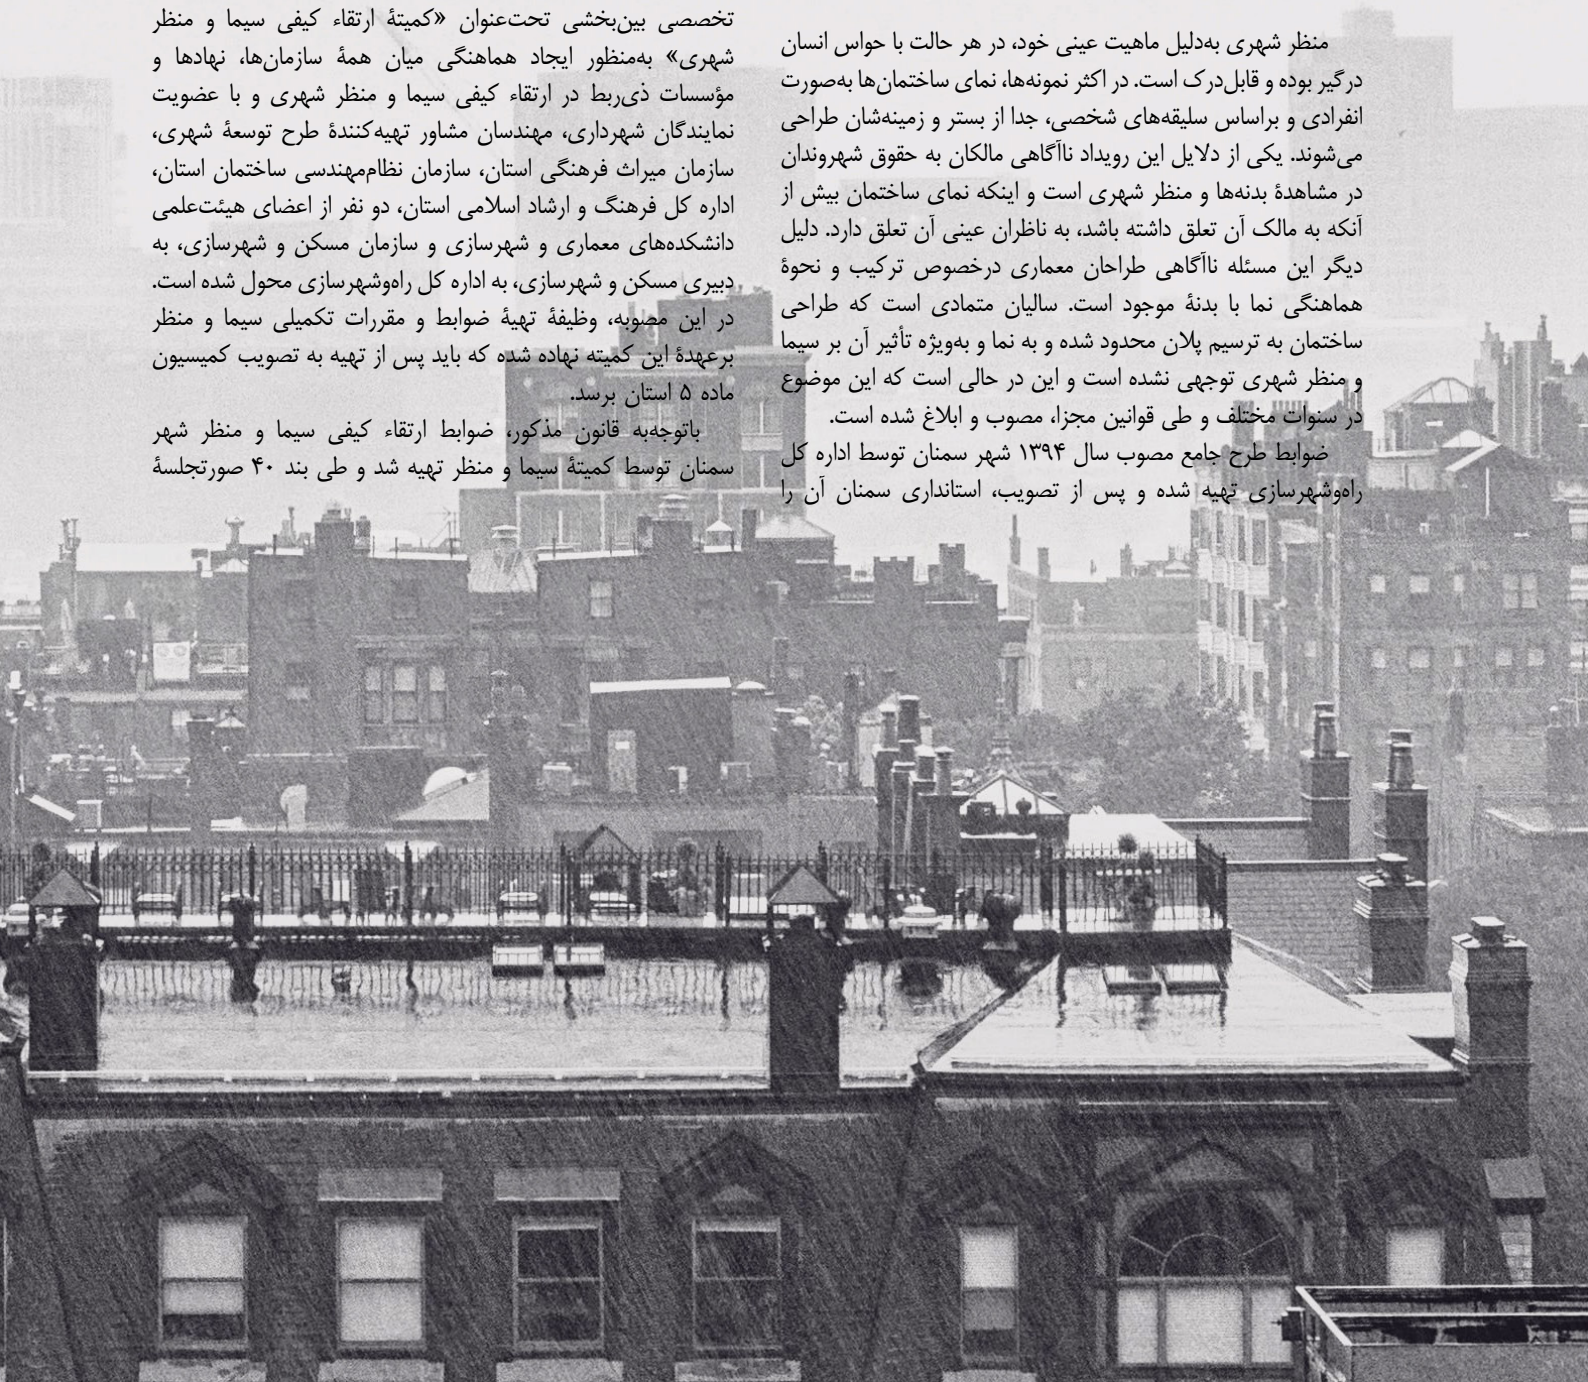 منظر شهری به‌دلیل ماهیت عینی خود، در هر حالت با حواس انسان
درگیر بوده و قابل‌درک است. در اکثر نمونه‌ها، نمای ساختمان‌ها به‌صورت
انفرادی و براساس سلیقه‌های شخصی، جدا از بستر و زمینه‌شان طراحی
می‌شوند. یکی از دلایل این رویداد ناآگاهی مالکان به حقوق شهروندان
در مشاهدۀ بدنه‌ها و منظر شهری است و اینکه نمای ساختمان بیش از
آنکه به مالک آن تعلق داشته باشد، به ناظران عینی آن تعلق دارد. دلیل
دیگر این مسئله ناآگاهی طراحان معماری درخصوص ترکیب و نحوۀ
هماهنگی نما با بدنۀ موجود است. سالیان متمادی است که طراحی
ساختمان به ترسیم پلان محدود شده و به نما و به‌ویژه تأثیر آن بر سیما
و منظر شهری توجهی نشده است و این در حالی است که این موضوع
در سنوات مختلف و طی قوانین مجزا، مصوب و ابلاغ شده است.
ضوابط طرح جامع مصوب سال ۱۳۹۴ شهر سمنان توسط اداره کل
راه‌وشهرسازی تهیه شده و پس از تصویب، استانداری سمنان آن را
تخصصی بین‌بخشی تحت‌عنوان «کمیتۀ ارتقاء کیفی سیما و منظر
شهری» به‌منظور ایجاد هماهنگی میان همۀ سازمان‌ها، نهادها و
مؤسسات ذی‌ربط در ارتقاء کیفی سیما و منظر شهری و با عضویت
نمایندگان شهرداری، مهندسان مشاور تهیه‌کنندۀ طرح توسعۀ شهری،
سازمان میراث فرهنگی استان، سازمان نظام‌مهندسی ساختمان استان،
اداره کل فرهنگ و ارشاد اسلامی استان، دو نفر از اعضای هیئت‌علمی
دانشکده‌های معماری و شهرسازی و سازمان مسکن و شهرسازی، به
دبیری مسکن و شهرسازی، به اداره کل راه‌وشهرسازی محول شده است.
در این مصوبه، وظیفۀ تهیۀ ضوابط و مقررات تکمیلی سیما و منظر
برعهدۀ این کمیته نهاده شده که باید پس از تهیه به تصویب کمیسیون
ماده ۵ استان برسد.
باتوجه‌به قانون مذکور، ضوابط ارتقاء کیفی سیما و منظر شهر
سمنان توسط کمیتۀ سیما و منظر تهیه شد و طی بند ۴۰ صورتجلسۀ